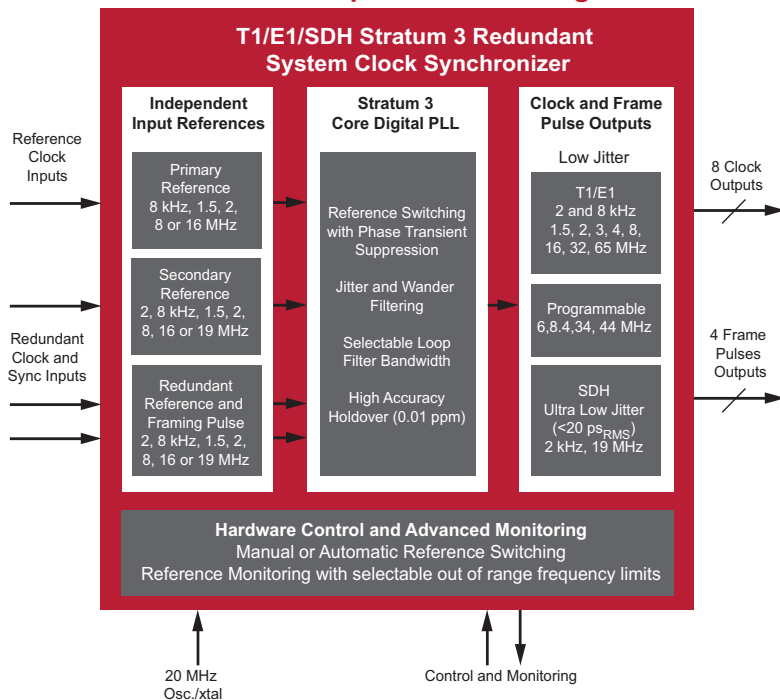 T1/E1/SDH Stratum 3 Redundant
System Clock Synchronizer
Independent
Input References
Stratum 3
Core Digital PLL
Clock and Frame
Pulse Outputs
Reference
Clock
Inputs
Primary
Reference
8 kHz, 1.5, 2,
8 or 16 MHz
Secondary
Reference
2, 8 kHz, 1.5, 2,
8, 16 or 19 MHz
Redundant
Clock and
Sync Inputs
Redundant
Reference and
Framing Pulse
2, 8 kHz, 1.5, 2,
8, 16 or 19 MHz
Reference Switching
with Phase Transient
Suppression
Jitter and Wander
Filtering
Selectable Loop
Filter Bandwidth
High Accuracy
Holdover (0.01 ppm)
Low Jitter
T1/E1
2 and 8 kHz
1.5, 2, 3, 4, 8,
16, 32, 65 MHz
Programmable
6,8.4,34, 44 MHz
SDH
Ultra Low Jitter
(<20 psRMS)
2 kHz, 19 MHz
8 Clock
Outputs
4 Frame
Pulses
Outputs
Hardware Control and Advanced Monitoring
Manual or Automatic Reference Switching
Reference Monitoring with selectable out of range frequency limits
20 MHz
Osc./xtal
Control and Monitoring